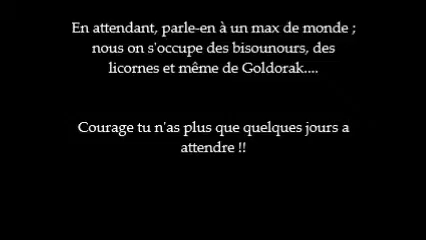 En attendant, parle-en à un max de monde ;
nous on s'occupe des bisounours, des
licornes et même de Goldorak....
Courage tu n'as plus que quelques jours a
attendre !!